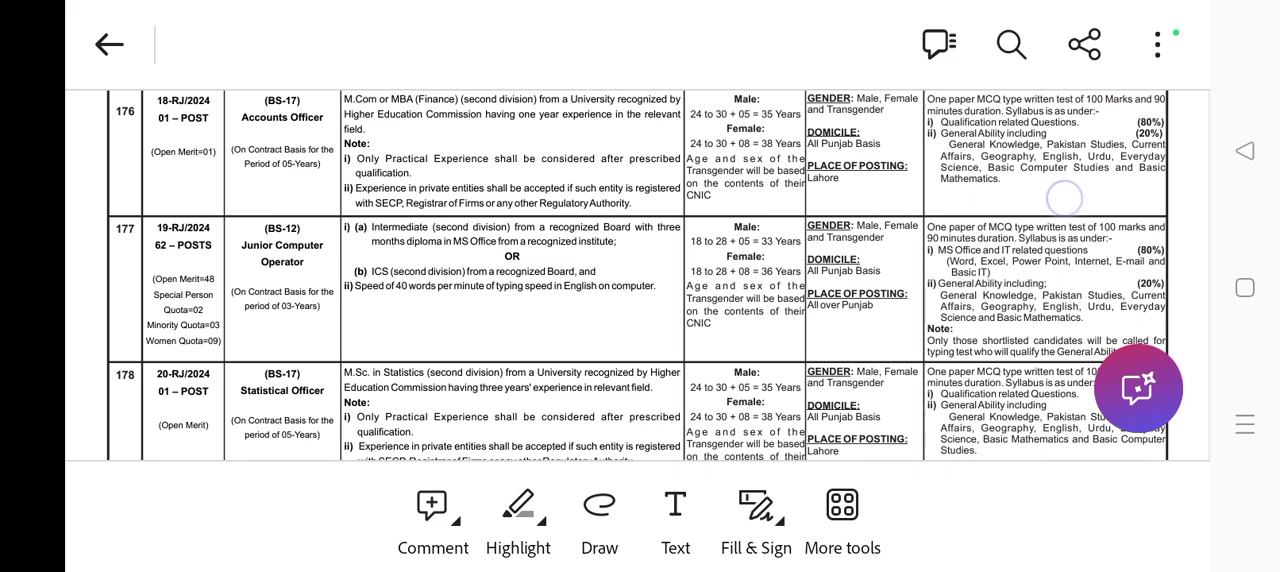 176
18-RJ/2024
01 – POST
(Open Merit=01)
(BS-17)
Accounts Officer
(On Contract Basis for the
Period of 05-Years)
M.Com or MBA (Finance) (second division) from a University recognized by
Higher Education Commission having one year experience in the relevant
field.
Note:
i) Only Practical Experience shall be considered after prescribed
qualification.
ii) Experience in private entities shall be accepted if such entity is registered
with SECP, Registrar of Firms or any other Regulatory Authority.
Male:
24 to 30 + 05 = 35 Years
Female:
24 to 30 + 08 = 38 Years
Age and sex of the
Transgender will be based
on the contents of their
CNIC
GENDER: Male, Female
and Transgender
DOMICILE:
All Punjab Basis
PLACE OF POSTING:
Lahore
One paper MCQ type written test of 100 Marks and 90
minutes duration. Syllabus is as under:-
i) Qualification related Questions. (80%)
ii) General Ability including (20%)
General Knowledge, Pakistan Studies, Current
Affairs, Geography, English, Urdu, Everyday
Science, Basic Computer Studies and Basic
Mathematics.
177
19-RJ/2024
62 – POSTS
(Open Merit=48
Special Person
Quota=02
Minority Quota=03
Women Quota=09)
(BS-12)
Junior Computer
Operator
(On Contract Basis for the
period of 03-Years)
i) (a) Intermediate (second division) from a recognized Board with three
months diploma in MS Office from a recognized institute;
OR
(b) ICS (second division) from a recognized Board, and
ii) Speed of 40 words per minute of typing speed in English on computer.
Male:
18 to 28 + 05 = 33 Years
Female:
18 to 28 + 08 = 36 Years
Age and sex of the
Transgender will be based
on the contents of their
CNIC
GENDER: Male, Female
and Transgender
DOMICILE:
All Punjab Basis
PLACE OF POSTING:
All over Punjab
One paper of MCQ type written test of 100 marks and
90 minutes duration. Syllabus is as under:-
i) MS Office and IT related questions (80%)
(Word, Excel, Power Point, Internet, E-mail and
Basic IT)
ii) General Ability including; (20%)
General Knowledge, Pakistan Studies, Current
Affairs, Geography, English, Urdu, Everyday
Science and Basic Mathematics.
Note:
Only those shortlisted candidates will be called for
typing test who will qualify the General
178
20-RJ/2024
01 – POST
(Open Merit)
(BS-17)
Statistical Officer
(On Contract Basis for the
period of 05-Years)
M.Sc. in Statistics (second division) from a University recognized by Higher
Education Commission having three years' experience in relevant field.
Note:
i) Only Practical Experience shall be considered after prescribed
qualification.
ii) Experience in private entities shall be accepted if such entity is registered
with SECP, Registrar of Firms or any other Regulatory Authority.
Male:
24 to 30 + 05 = 35 Years
Female:
24 to 30 + 08 = 38 Years
Age and sex of the
Transgender will be based
on the contents of their
GENDER: Male, Female
and Transgender
DOMICILE:
All Punjab Basis
PLACE OF POSTING:
Lahore
One paper MCQ type written test of
minutes duration. Syllabus is as under
i) Qualification related Questions.
ii) General Ability including
General Knowledge, Pakistan
Affairs, Geography, English, Urdu,
Science, Basic Mathematics and Basic Computer
Studies.
Comment
Highlight
Draw
Text
Fill & Sign
More tools